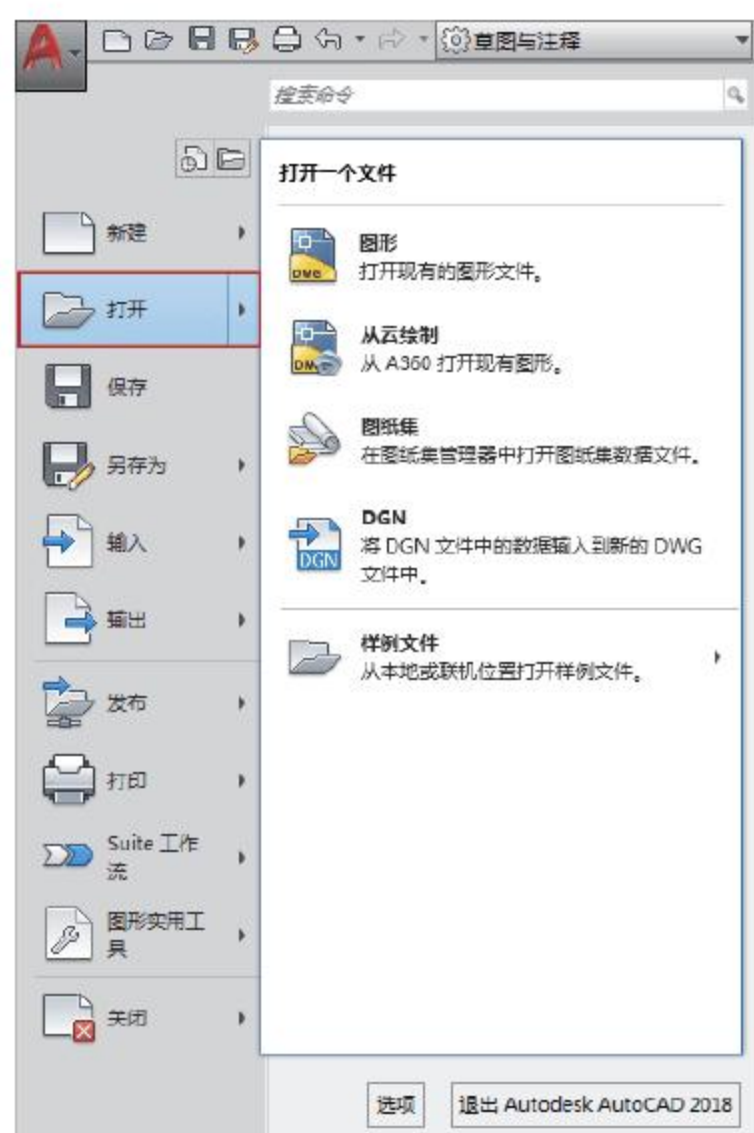 草图与注释
搜索命令
打开一个文件
新建
打开
保存
另存为
输入
输出
发布
打印
Suite 工作
流
图形实用工
具
关闭
图形
打开现有的图形文件。
从云绘制
从 A360 打开现有图形。
图纸集
在图纸集管理器中打开图纸集数据文件。
DGN
将 DGN 文件中的数据输入到新的 DWG
文件中。
样例文件
从本地或联机位置打开样例文件。
DWG
DGN
选项
退出 Autodesk AutoCAD 2018